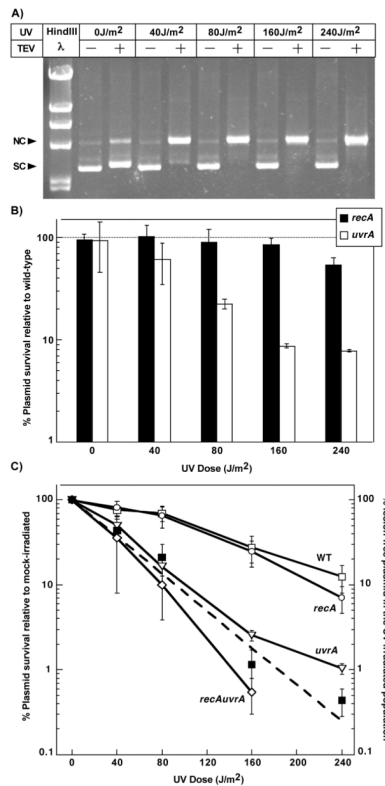 A)
UV HindIII 0J/m2 40J/m2 80J/m2 160J/m2 240J/m2
TEV λ – + – + – + – + – +
NC ►
SC ►
B)
recA
uvrA
% Plasmid survival relative to wild-type
100
10
1
0 40 80 160 240
UV Dose (J/m2)
C)
% Plasmid survival relative to mock-irradiated
100
10
1
0.1
WT
recA
uvrA
recAuvrA
100
10
1
0.1
0 40 80 120 160 200 240
UV Dose (J/m2)